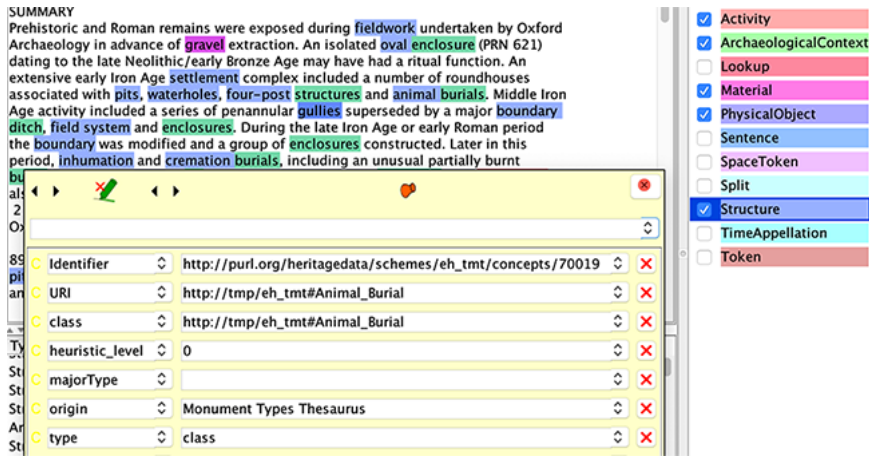 SUMMARY
Prehistoric and Roman remains were exposed during fieldwork undertaken by Oxford
Archaeology in advance of gravel extraction. An isolated oval enclosure (PRN 621)
dating to the late Neolithic/early Bronze Age may have had a ritual function. An
extensive early Iron Age settlement complex included a number of roundhouses
associated with pits, waterholes, four-post structures and animal burials. Middle Iron
Age activity included a series of penannular gullies superseded by a major boundary
ditch, field system and enclosures. During the late Iron Age or early Roman period
the boundary was modified and a group of enclosures constructed. Later in this
period, inhumation and cremation burials, including an unusual partially burnt
Identifier http://purl.org/heritagedata/schemes/eh_tmt/concepts/70019
C URI http://tmp/eh_tmt#Animal_Burial
C class http://tmp/eh_tmt#Animal_Burial
C heuristic_level 0
C majorType
C origin Monument Types Thesaurus
C type class
Activity
ArchaeologicalContext
Lookup
Material
PhysicalObject
Sentence
SpaceToken
Split
Structure
TimeAppellation
Token